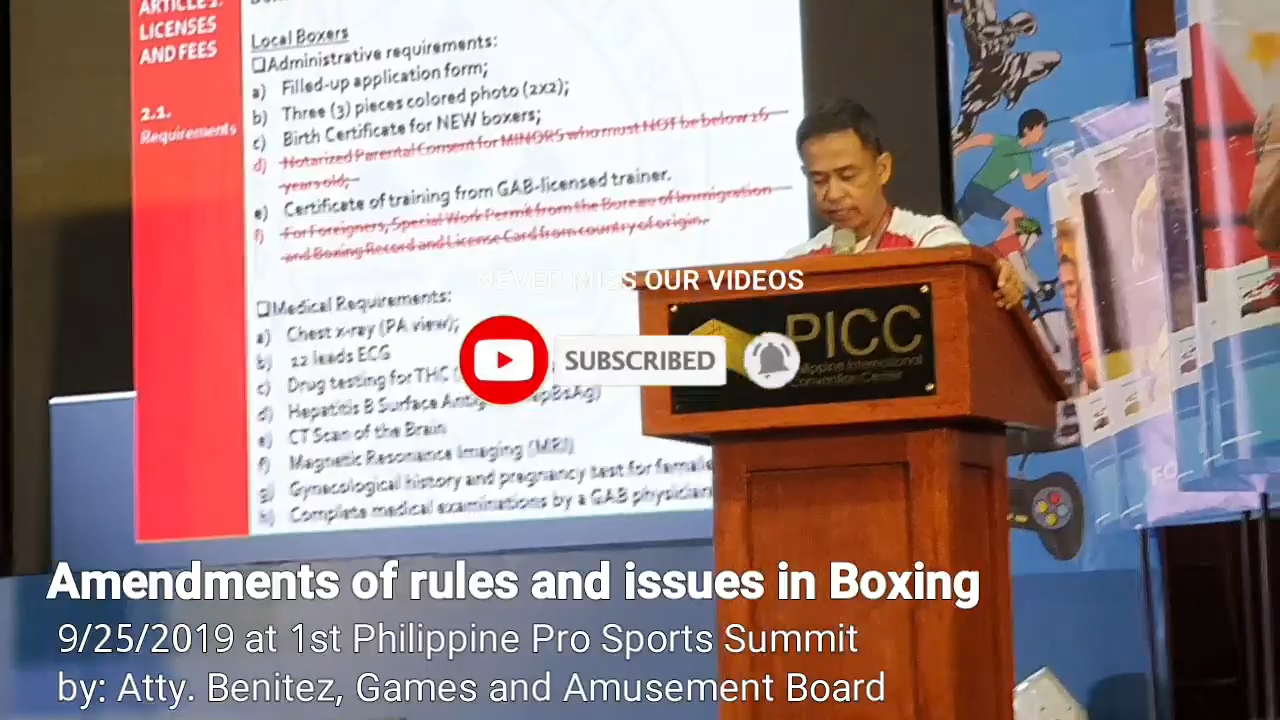 ARTICLES:
LICENSES
AND FEES
2.1.
Requirements
Local Boxers
Administrative requirements:
a) Filled-up application form;
b) Three (3) pieces colored photo (2x2);
c) Birth Certificate for NEW boxers;
d) Notarized Parental Consent for MINORS who must NOT be below 16
years old;
e) Certificate of training from GAB-licensed trainer.
f) For Foreigners, Special Work Permit from the Bureau of Immigration
and Boxing Record and License Card from country of origin.
Medical Requirements:
a) Chest x-ray (PA view);
b) 12 leads ECG
c) Drug testing for THC
d) Hepatitis B Surface
e) CT Scan of the Brain
f) Magnetic Resonance Imaging (MRI)
g) Gynecological history and pregnancy test for female
h) Complete medical examinations by a GAB physician
NEVER MISS OUR VIDEOS
SUBSCRIBED
PICC
Philippine International
Convention Center
Amendments of rules and issues in Boxing
9/25/2019 at 1st Philippine Pro Sports Summit
by: Atty. Benitez, Games and Amusement Board